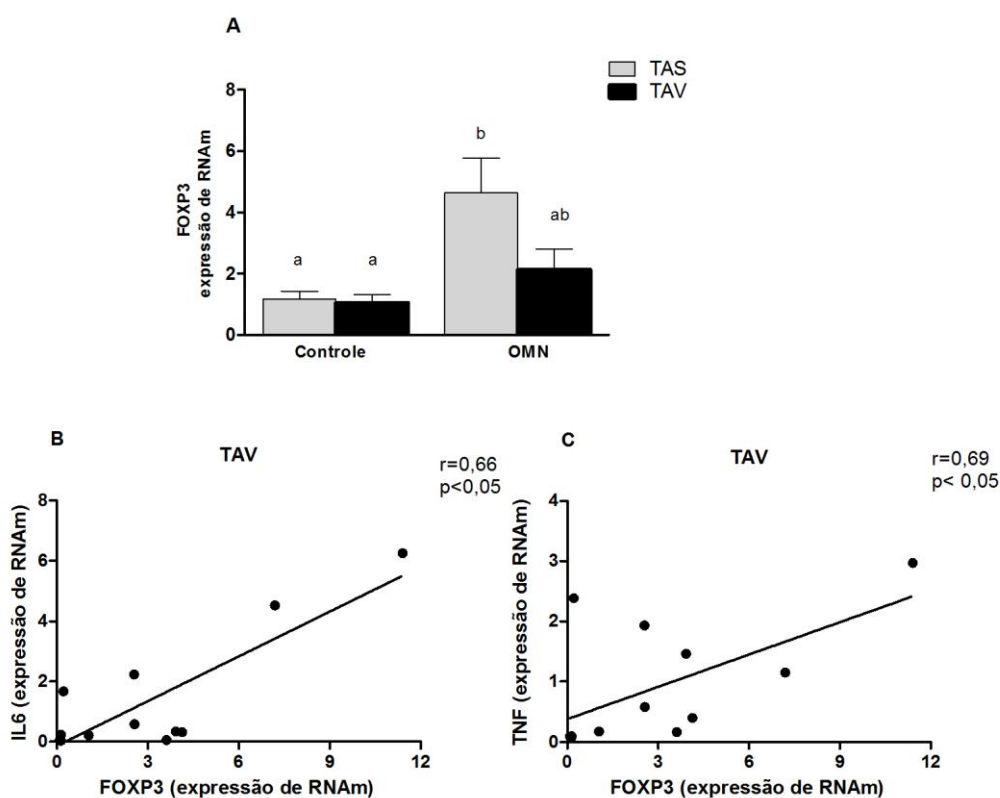 A
TAS
TAV
FOXP3
expressão de RNAm
8
6
4
2
0
a
a
b
ab
Controle
OMN
B
TAV
r=0,66
p<0,05
IL6 (expressão de RNAm)
8
6
4
2
0
0
3
6
9
12
FOXP3 (expressão de RNAm)
C
TAV
r=0,69
p< 0,05
TNF (expressão de RNAm)
4
3
2
1
0
0
3
6
9
12
FOXP3 (expressão de RNAm)